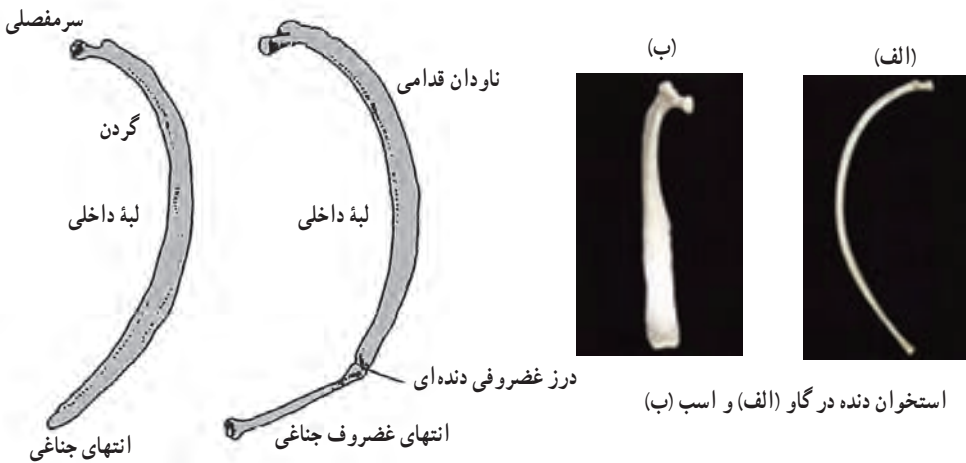 سرمفصلی
گردن
لبهٔ داخلی
انتهای جناغی
ناودان قدامی
لبهٔ داخلی
درز غضروفی دنده‌ای
انتهای غضروف جناغی
(ب)
(الف)
استخوان دنده در گاو (الف) و اسب (ب)